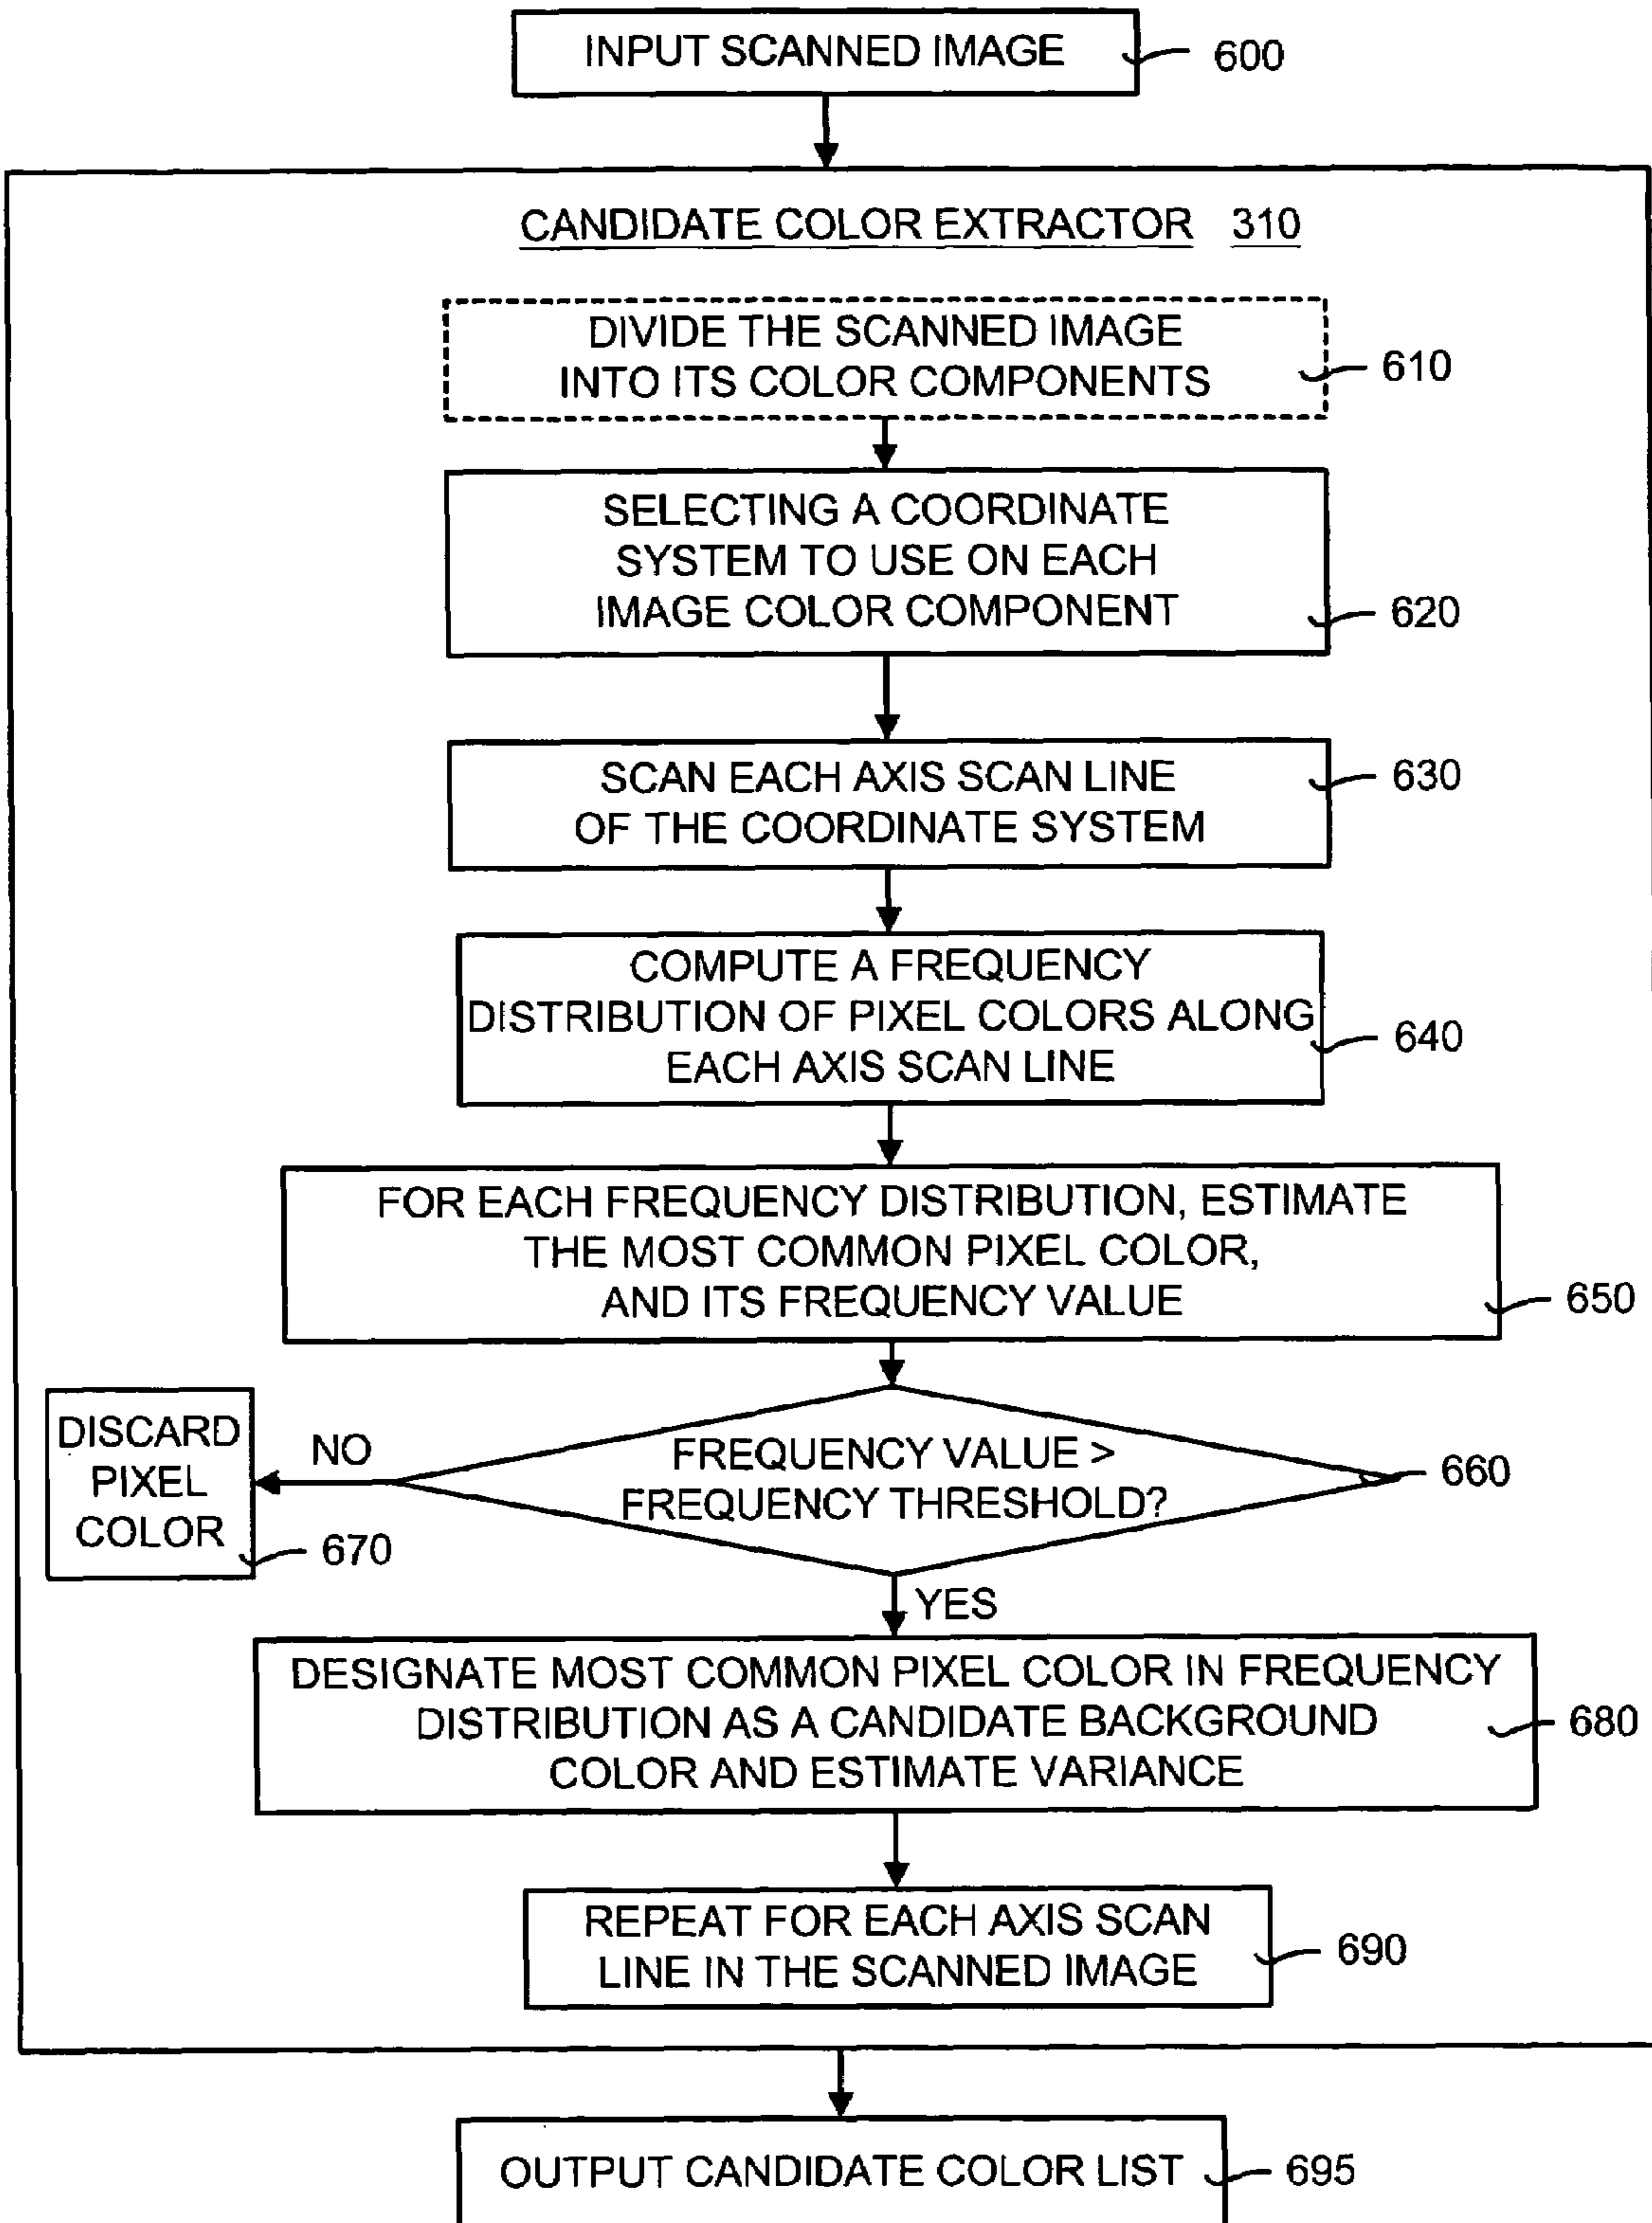 INPUT SCANNED IMAGE
600
CANDIDATE COLOR EXTRACTOR 310
DIVIDE THE SCANNED IMAGE
INTO ITS COLOR COMPONENTS
610
SELECTING A COORDINATE
SYSTEM TO USE ON EACH
IMAGE COLOR COMPONENT
620
SCAN EACH AXIS SCAN LINE
OF THE COORDINATE SYSTEM
630
COMPUTE A FREQUENCY
DISTRIBUTION OF PIXEL COLORS ALONG
EACH AXIS SCAN LINE
640
FOR EACH FREQUENCY DISTRIBUTION, ESTIMATE
THE MOST COMMON PIXEL COLOR,
AND ITS FREQUENCY VALUE
650
FREQUENCY VALUE >
FREQUENCY THRESHOLD?
660
NO
DISCARD
PIXEL
COLOR
670
YES
DESIGNATE MOST COMMON PIXEL COLOR IN FREQUENCY
DISTRIBUTION AS A CANDIDATE BACKGROUND
COLOR AND ESTIMATE VARIANCE
680
REPEAT FOR EACH AXIS SCAN
LINE IN THE SCANNED IMAGE
690
OUTPUT CANDIDATE COLOR LIST
695